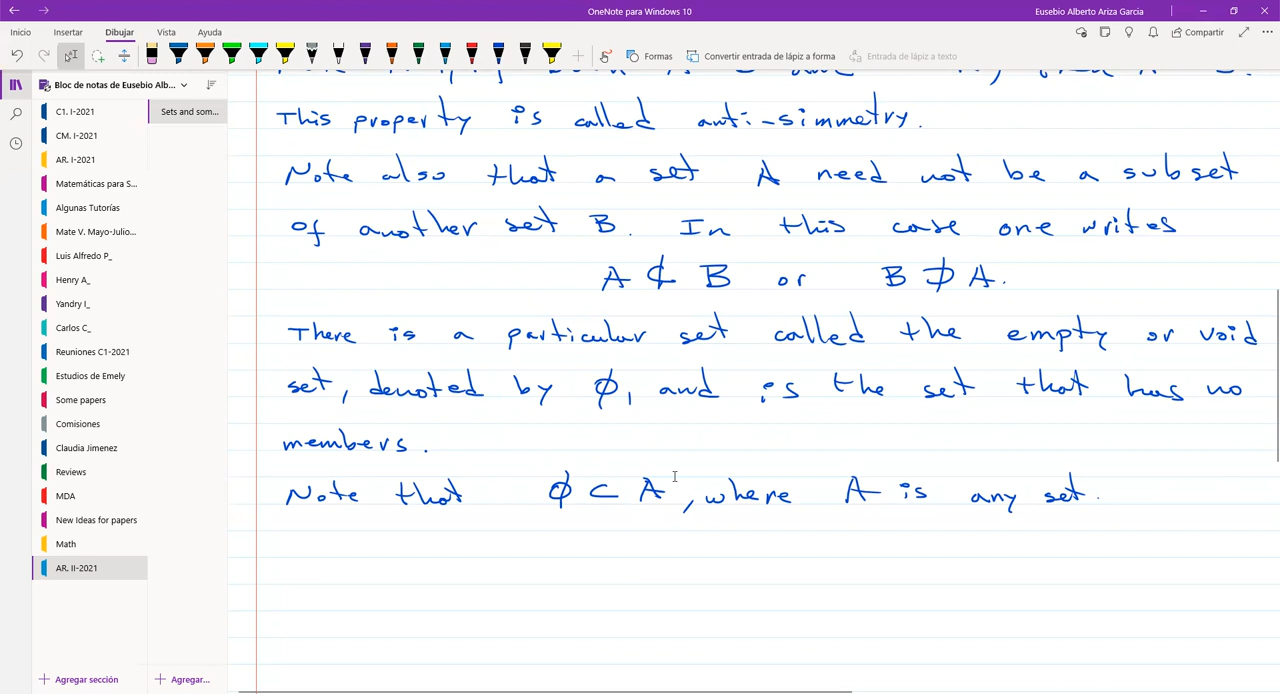 OneNote para Windows 10
Eusebio Alberto Ariza Garcia
Inicio Insertar Dibujar Vista Ayuda
Compartir
Formas
Convertir entrada de lápiz a forma
Entrada de lápiz a texto
Bloc de notas de Eusebio Alb...
C1. I-2021
CM. I-2021
AR. I-2021
Matemáticas para S...
Algunas Tutorías
Mate V. Mayo-Julio...
Luis Alfredo P_
Henry A_
Yandry I_
Carlos C_
Reuniones C1-2021
Estudios de Emely
Some papers
Comisiones
Claudia Jimenez
Reviews
MDA
New Ideas for papers
Math
AR. II-2021
Agregar sección
Sets and som...
Agregar...
This property is called anti-simmetry.
Note also that a set A need not be a subset
of another set B. In this case one writes
A ⊄ B or B ⊅ A.
There is a particular set called the empty or void
set, denoted by ∅, and is the set that has no
members.
Note that ∅ ⊂ A, where A is any set.